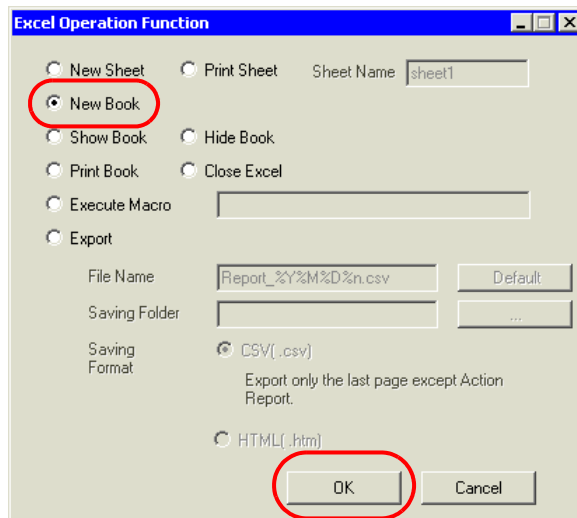 Excel Operation Function
New Sheet Print Sheet Sheet Name sheet1
New Book
Show Book Hide Book
Print Book Close Excel
Execute Macro
Export
File Name Report_%Y%M%D%n.csv Default
Saving Folder ...
Saving Format CSV( .csv)
Export only the last page except Action
Report.
HTML( .htm)
OK Cancel